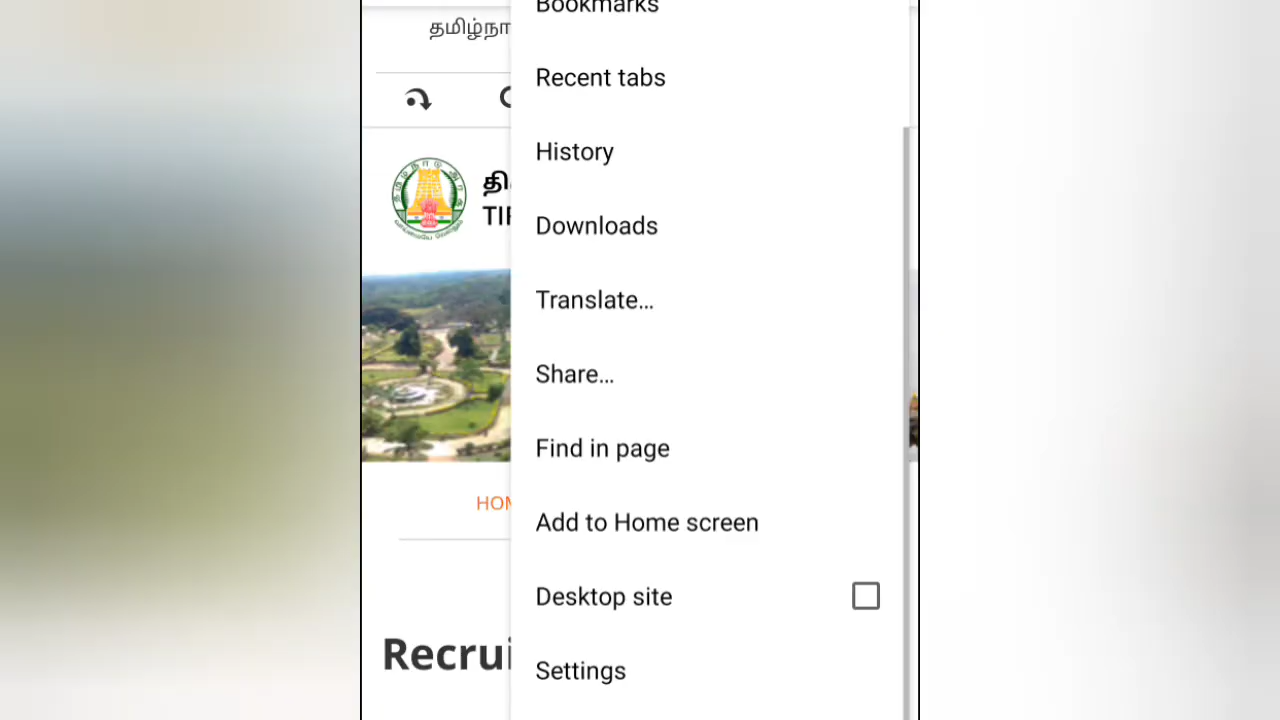 Bookmarks
தமிழ்நா
Recent tabs
History
தி
TIF
Downloads
Translate...
Share...
Find in page
HOM
Add to Home screen
Desktop site
Recrui
Settings